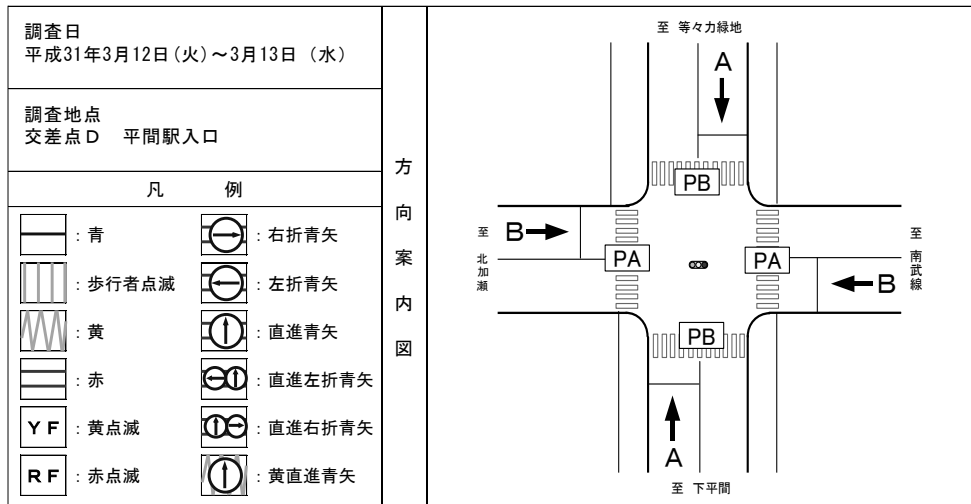 調査日
平成31年3月12日(火)～3月13日 (水)
調査地点
交差点D 平間駅入口
凡 例
: 青
: 右折青矢
: 歩行者点滅
: 左折青矢
: 黄
: 直進青矢
: 赤
: 直進左折青矢
YF : 黄点滅
: 直進右折青矢
RF : 赤点滅
: 黄直進青矢
方向案内図
至 等々力緑地
A
PB
至 北加瀬
B
PA
PA
B
至 南武線
PB
A
至 下平間